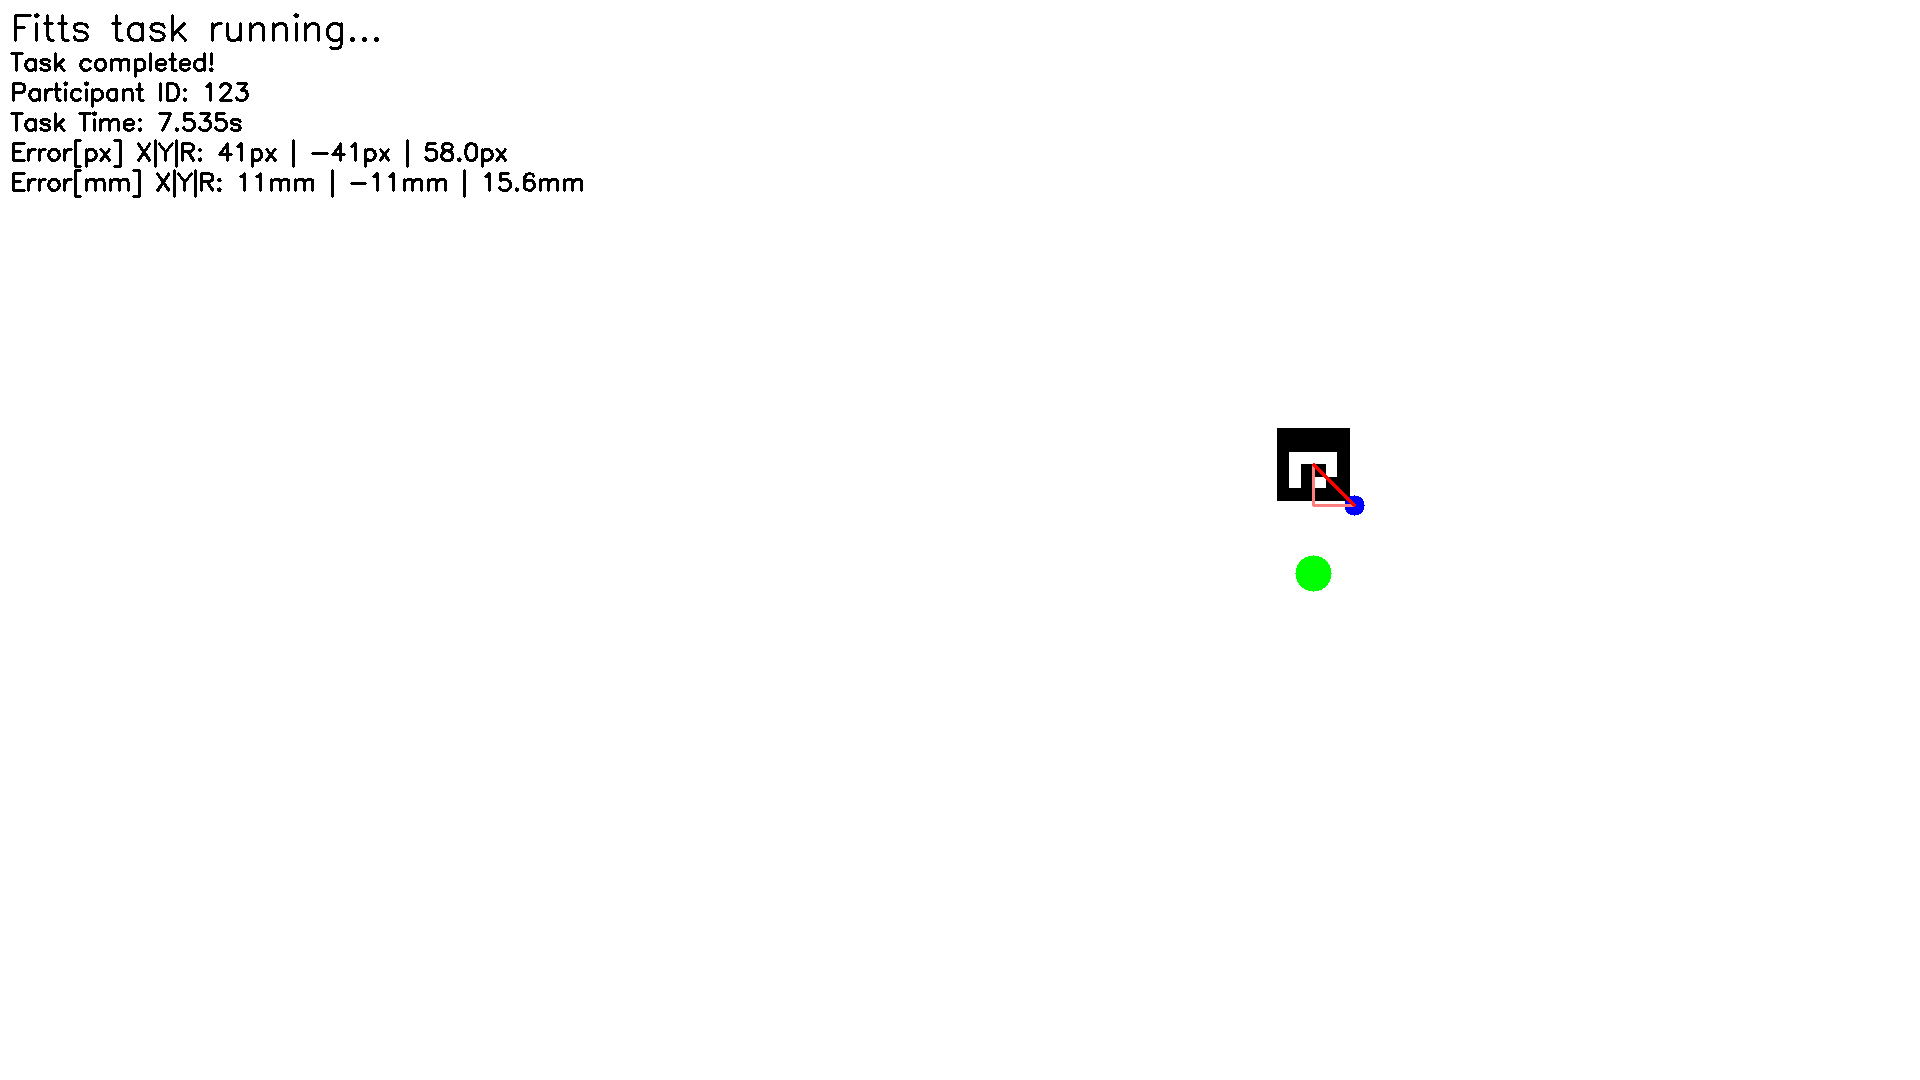 Fitts task running...
Task completed!
Participant ID: 123
Task Time: 7.535s
Error[px] X|Y|R: 41px | -41px | 58.0px
Error[mm] X|Y|R: 11mm | -11mm | 15.6mm